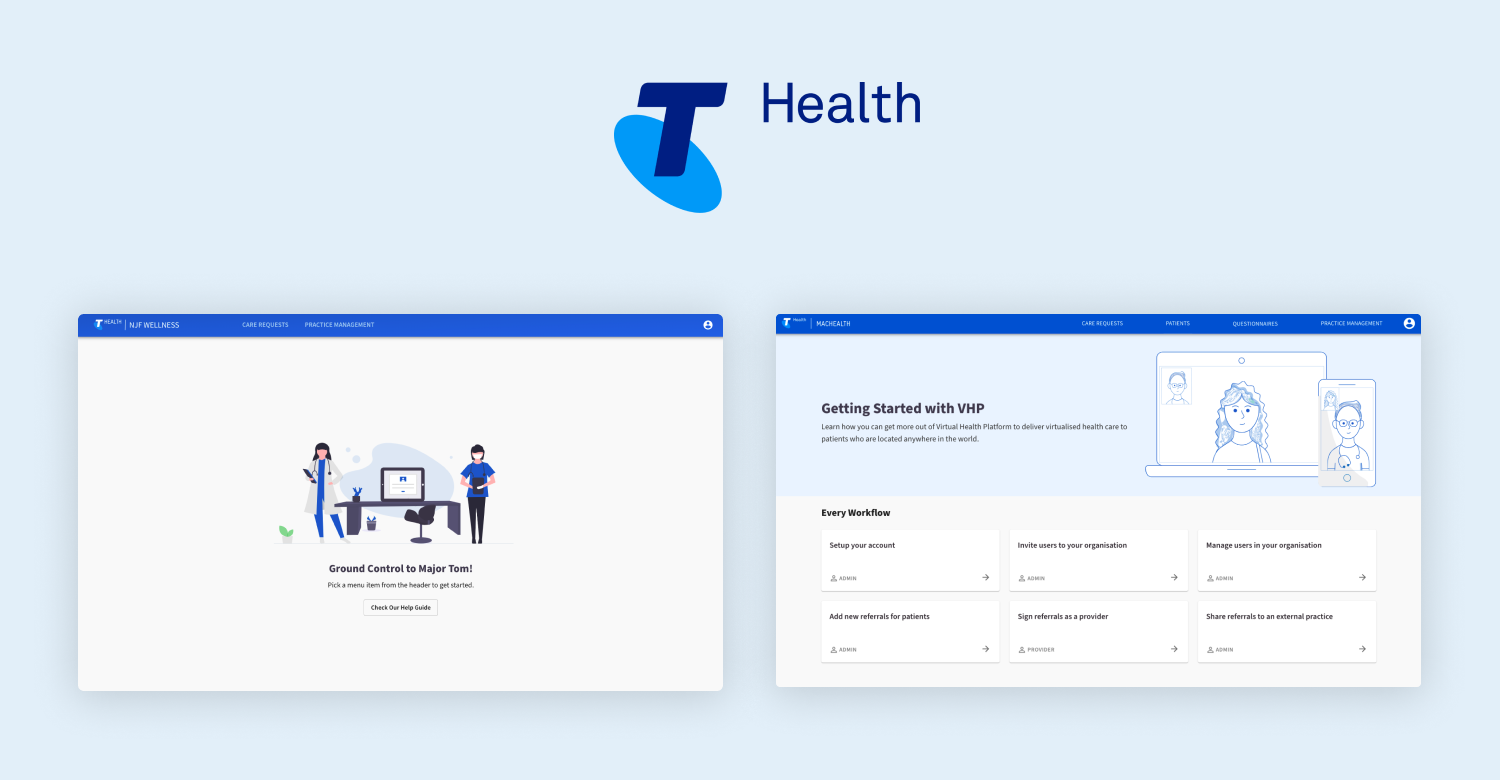 T Health
T HEALTH | NJF WELLNESS CARE REQUESTS PRACTICE MANAGEMENT
Ground Control to Major Tom!
Pick a menu item from the header to get started.
Check Our Help Guide
T Health | MACHEALTH CARE REQUESTS PATIENTS QUESTIONNAIRES PRACTICE MANAGEMENT
Getting Started with VHP
Learn how you can get more out of Virtual Health Platform to deliver virtualised health care to
patients who are located anywhere in the world.
Every Workflow
Setup your account
ADMIN
Invite users to your organisation
ADMIN
Manage users in your organisation
ADMIN
Add new referrals for patients
ADMIN
Sign referrals as a provider
PROVIDER
Share referrals to an external practice
ADMIN